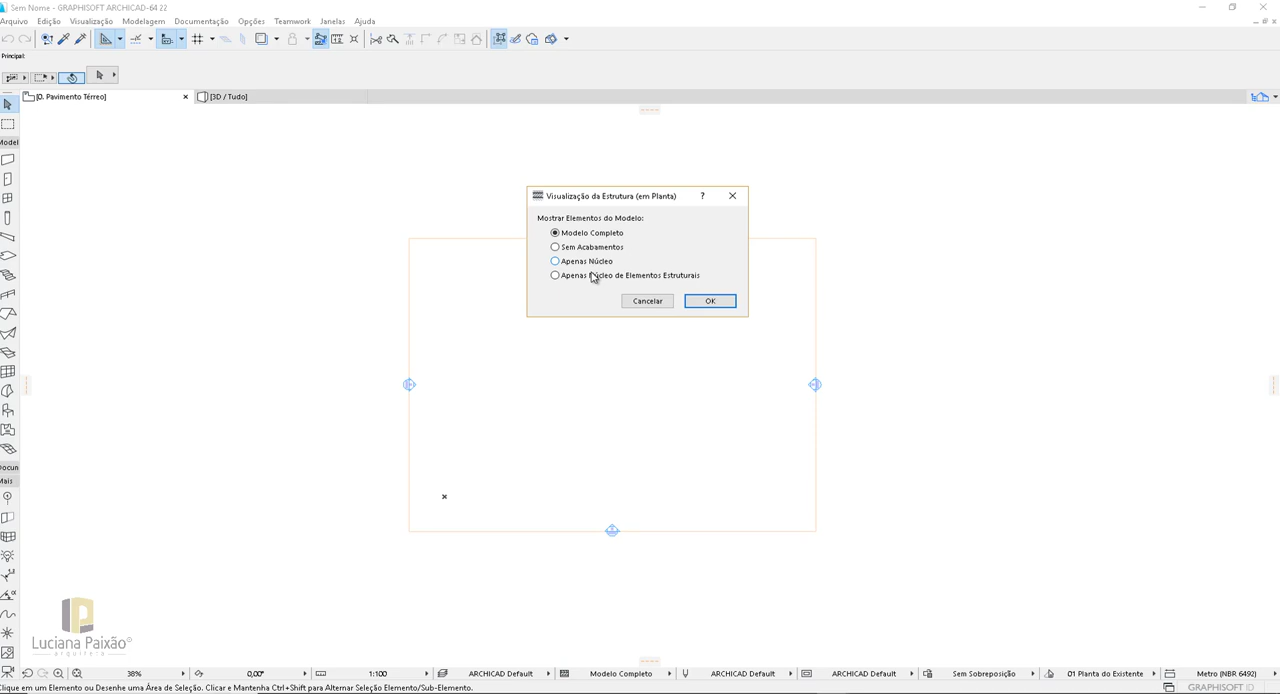 Sem Nome - GRAPHISOFT ARCHICAD-64 22
Arquivo Edição Visualização Modelagem Documentação Opções Teamwork Janelas Ajuda
Principal:
[0. Pavimento Térreo]
[3D / Tudo]
Model
Visualização da Estrutura (em Planta) ?
Mostrar Elementos do Modelo:
Modelo Completo
Sem Acabamentos
Apenas Núcleo
Apenas Núcleo de Elementos Estruturais
Cancelar OK
Docun
Mais
Luciana Paixão®
arquiteta
38% 0,00° 1:100 ARCHICAD Default Modelo Completo ARCHICAD Default ARCHICAD Default Sem Sobreposição 01 Planta do Existente Metro (NBR 6492)
Clique em um Elemento ou Desenhe uma Área de Seleção. Clicar e Mantenha Ctrl+Shift para Alternar Seleção Elemento/Sub-Elemento.
GRAPHISOFT ID